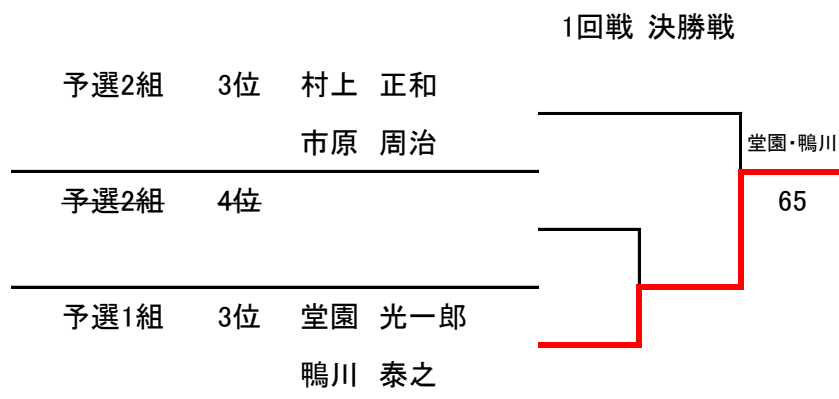 1回戦 決勝戦
予選2組 3位 村上 正和
市原 周治
堂園・鴨川
予選2組 4位
65
予選1組 3位 堂園 光一郎
鴨川 泰之